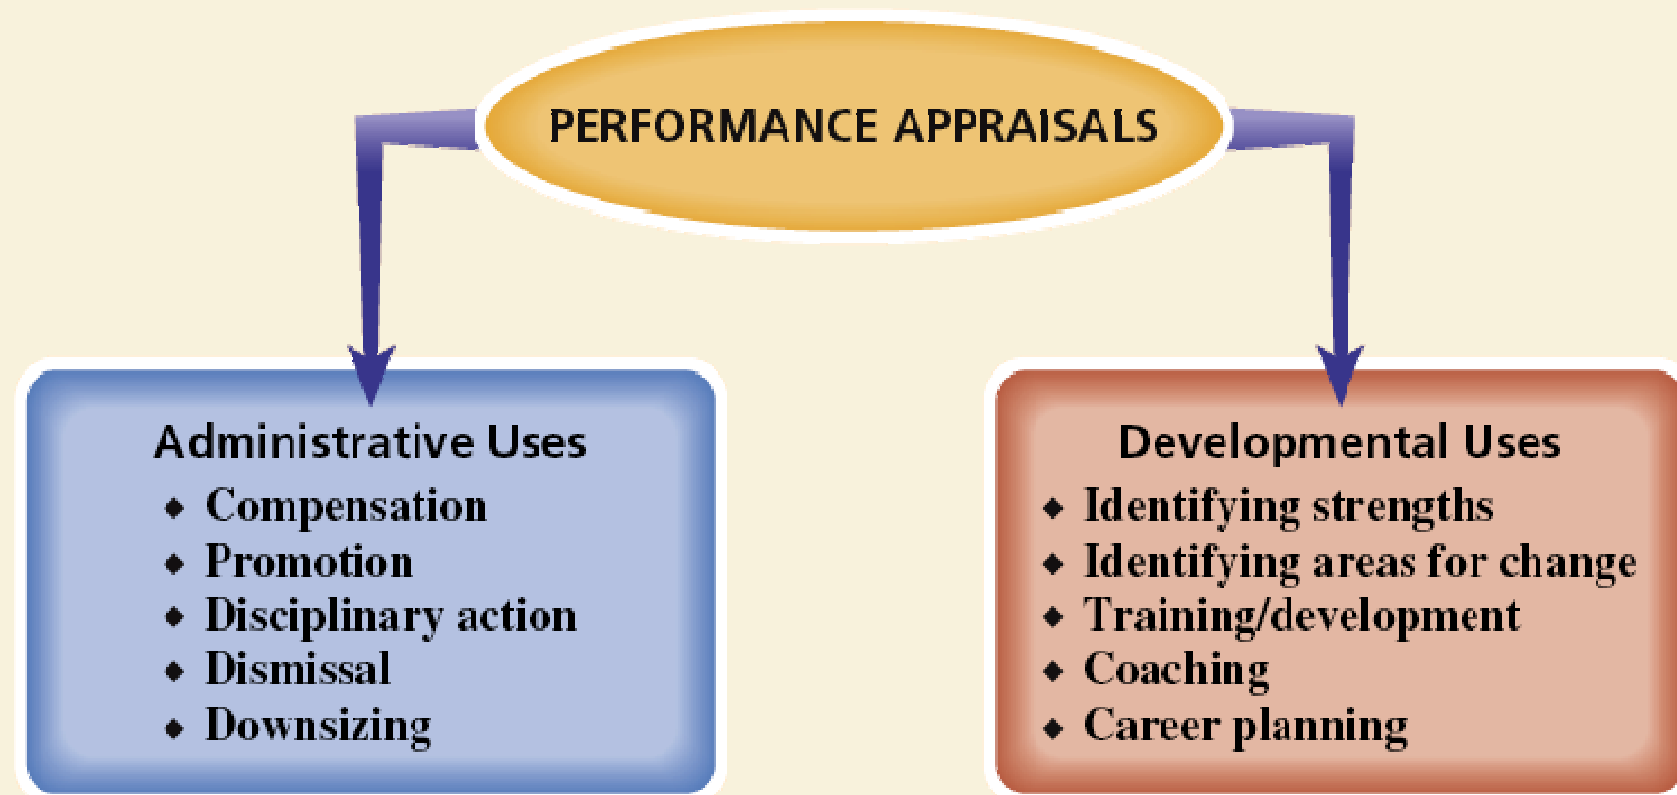 PERFORMANCE APPRAISALS
Administrative Uses
◆ Compensation
◆ Promotion
◆ Disciplinary action
◆ Dismissal
◆ Downsizing
Developmental Uses
◆ Identifying strengths
◆ Identifying areas for change
◆ Training/development
◆ Coaching
◆ Career planning